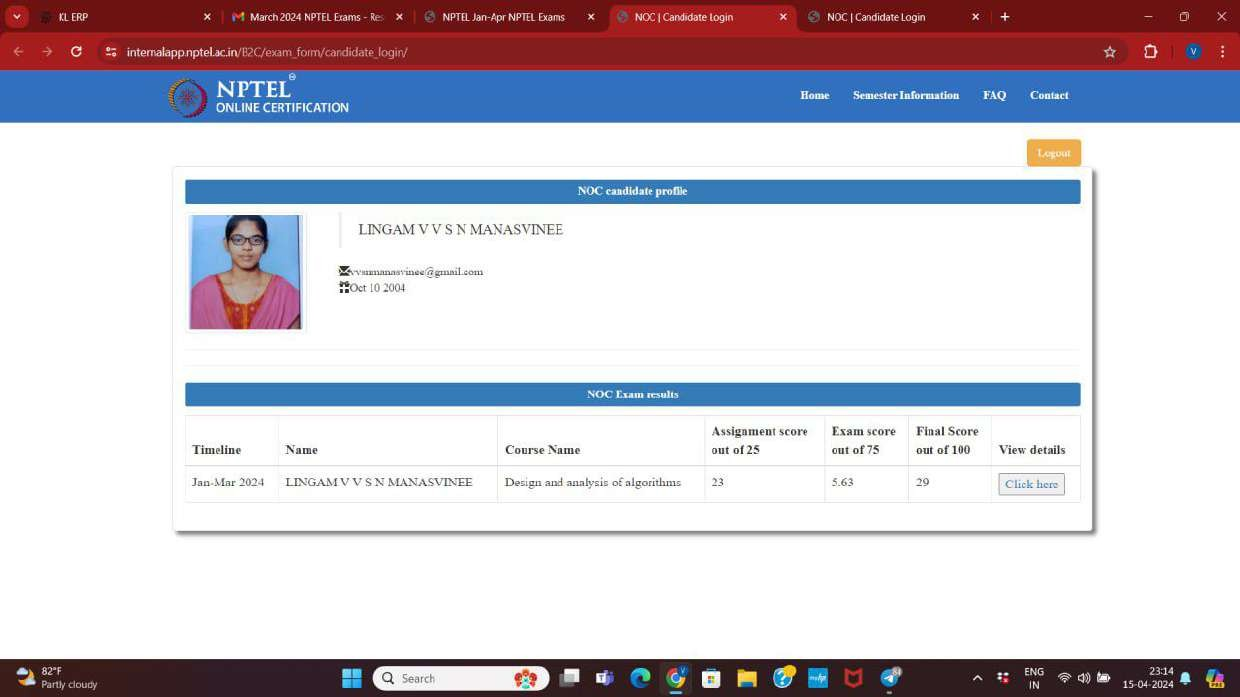 KL ERP
March 2024 NPTEL Exams - Res
NPTEL Jan-Apr NPTEL Exams
NOC | Candidate Login
NOC | Candidate Login
internalapp.nptel.ac.in/B2C/exam_form/candidate_login/
V
NPTEL
ONLINE CERTIFICATION
Home Semester Information FAQ Contact
Logout
NOC candidate profile
LINGAM V V S N MANASVINEE
vvsnmanasvinee@gmail.com
Oct 10 2004
NOC Exam results
Timeline Name Course Name Assignment score out of 25 Exam score out of 75 Final Score out of 100 View details
Jan-Mar 2024 LINGAM V V S N MANASVINEE Design and analysis of algorithms 23 5.63 29 Click here
82°F
Partly cloudy
Search
ENG
IN
23:14
15-04-2024